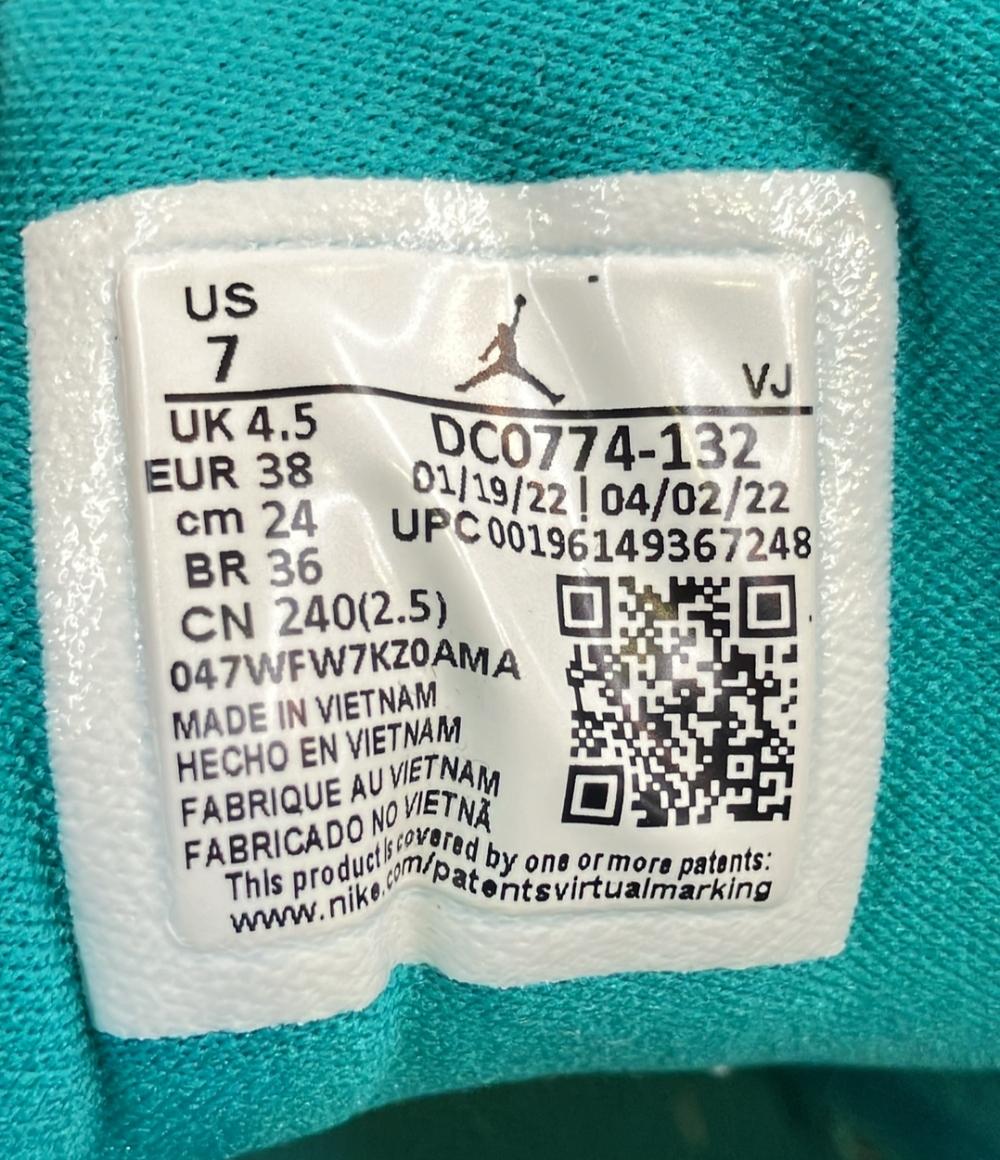 US
7
VJ
UK 4.5
EUR 38
cm 24
BR 36
CN 240(2.5)
DC0774-132
01/19/22 | 04/02/22
UPC 00196149367248
047WFW7KZ0AMA
MADE IN VIETNAM
HECHO EN VIETNAM
FABRIQUE AU VIETNAM
FABRICADO NO VIETNÃ
This product is covered by one or more patents:
www.nike.com/patentsvirtualmarking